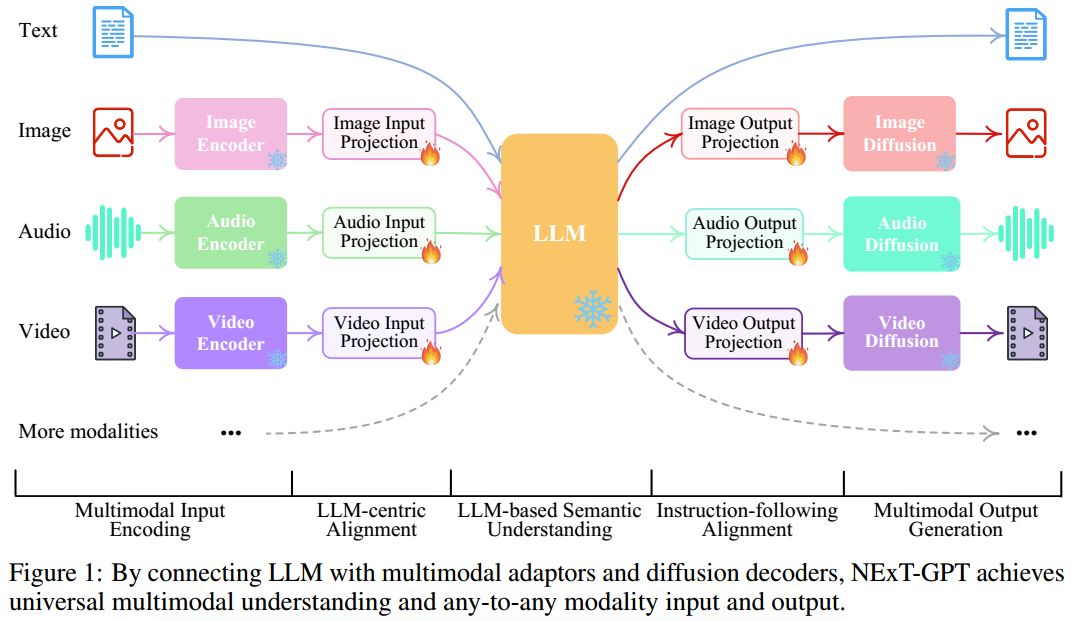 Text
Image
Image
Encoder
Image Input
Projection
Image Output
Projection
Image
Diffusion
Audio
Audio
Encoder
Audio Input
Projection
LLM
Audio Output
Projection
Audio
Diffusion
Video
Video
Encoder
Video Input
Projection
Video Output
Projection
Video
Diffusion
More modalities
...
...
Multimodal Input
Encoding
LLM-centric
Alignment
LLM-based Semantic
Understanding
Instruction-following
Alignment
Multimodal Output
Generation
Figure 1: By connecting LLM with multimodal adaptors and diffusion decoders, NExT-GPT achieves
universal multimodal understanding and any-to-any modality input and output.